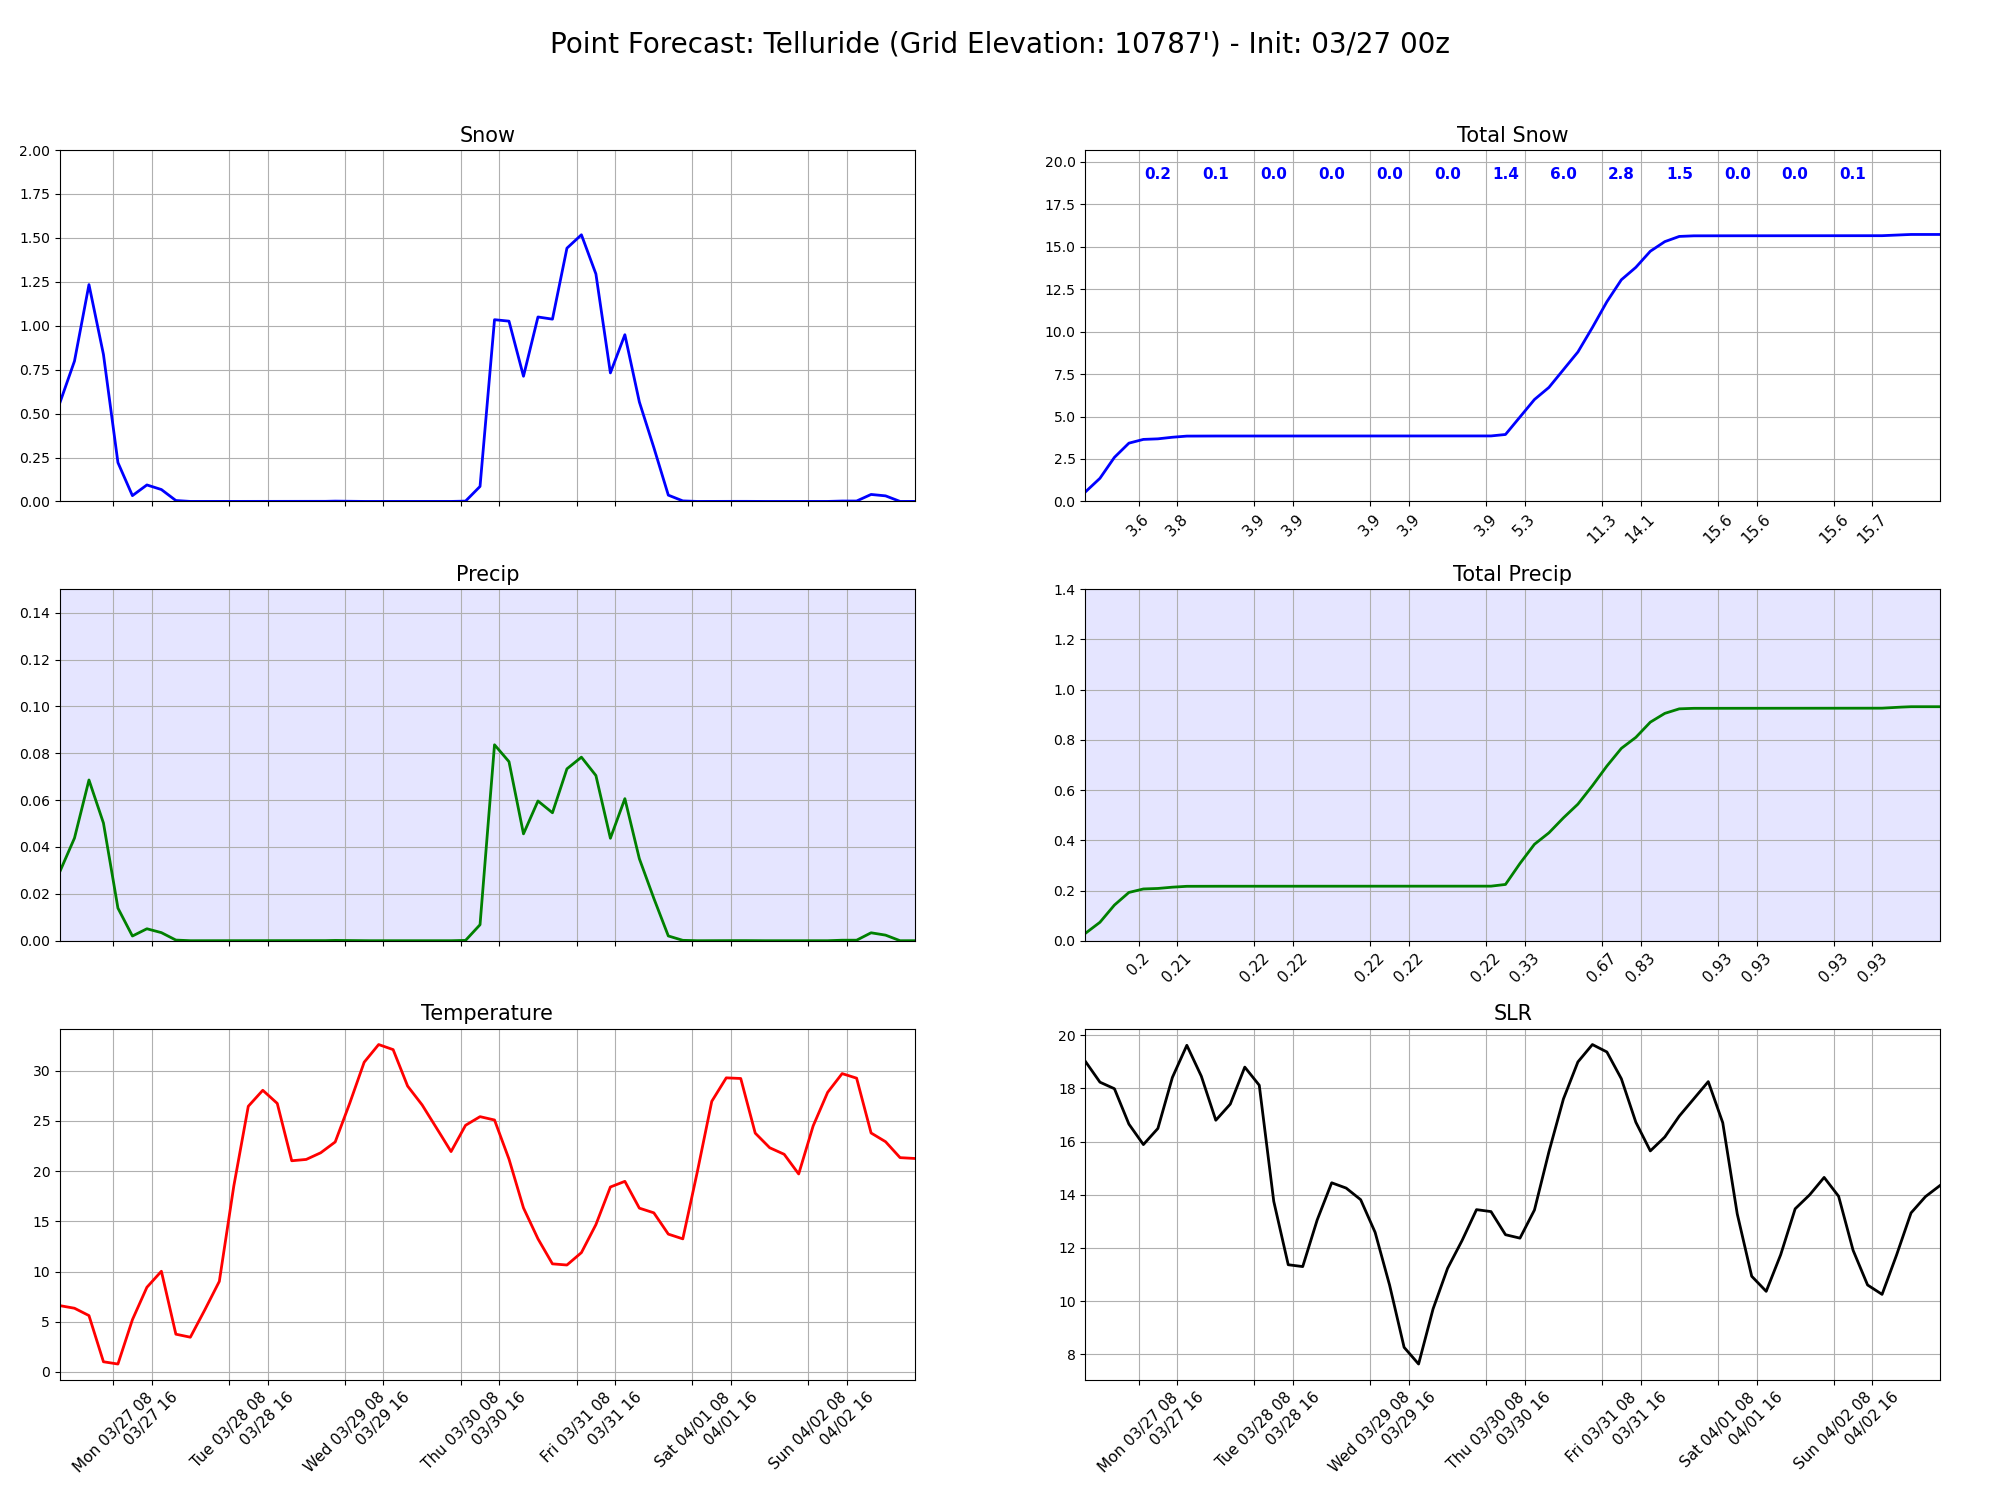 Point Forecast: Telluride (Grid Elevation: 10787') - Init: 03/27 00z
Snow
2.00
1.75
1.50
1.25
1.00
0.75
0.50
0.25
0.00
Total Snow
20.0
17.5
15.0
12.5
10.0
7.5
5.0
2.5
0.0
0.2 0.1 0.0 0.0 0.0 0.0 1.4 6.0 2.8 1.5 0.0 0.0 0.1
3.6 3.8 3.9 3.9 3.9 3.9 3.9 5.3 11.3 14.1 15.6 15.6 15.6 15.7
Precip
0.14
0.12
0.10
0.08
0.06
0.04
0.02
0.00
Total Precip
1.4
1.2
1.0
0.8
0.6
0.4
0.2
0.0
0.2 0.21 0.22 0.22 0.22 0.22 0.22 0.33 0.67 0.83 0.93 0.93 0.93 0.93
Temperature
30
25
20
15
10
5
0
Mon 03/27 08
03/27 16
Tue 03/28 08
03/28 16
Wed 03/29 08
03/29 16
Thu 03/30 08
03/30 16
Fri 03/31 08
03/31 16
Sat 04/01 08
04/01 16
Sun 04/02 08
04/02 16
SLR
20
18
16
14
12
10
8
Mon 03/27 08
03/27 16
Tue 03/28 08
03/28 16
Wed 03/29 08
03/29 16
Thu 03/30 08
03/30 16
Fri 03/31 08
03/31 16
Sat 04/01 08
04/01 16
Sun 04/02 08
04/02 16